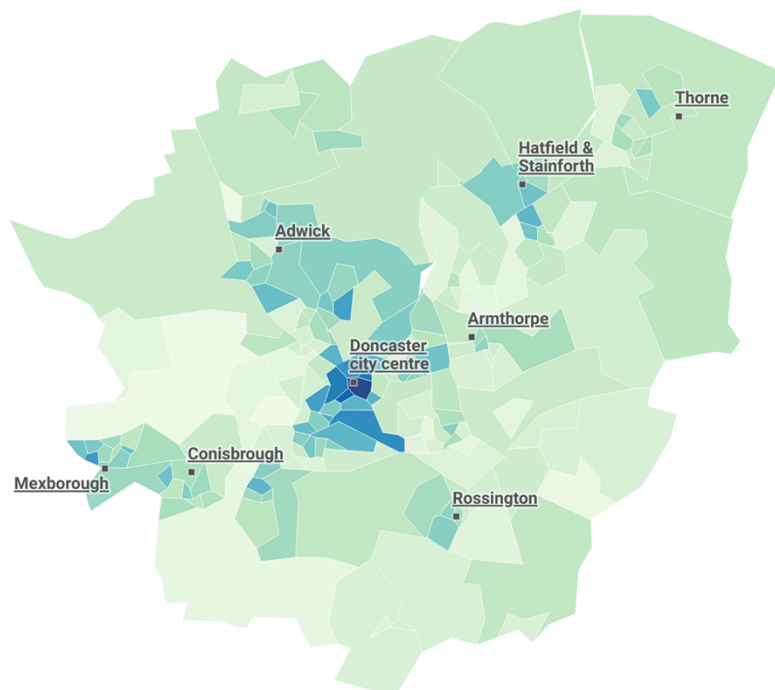 Thorne
Hatfield &
Stainforth
Adwick
Armthorpe
Doncaster
city centre
Conisbrough
Mexborough
Rossington